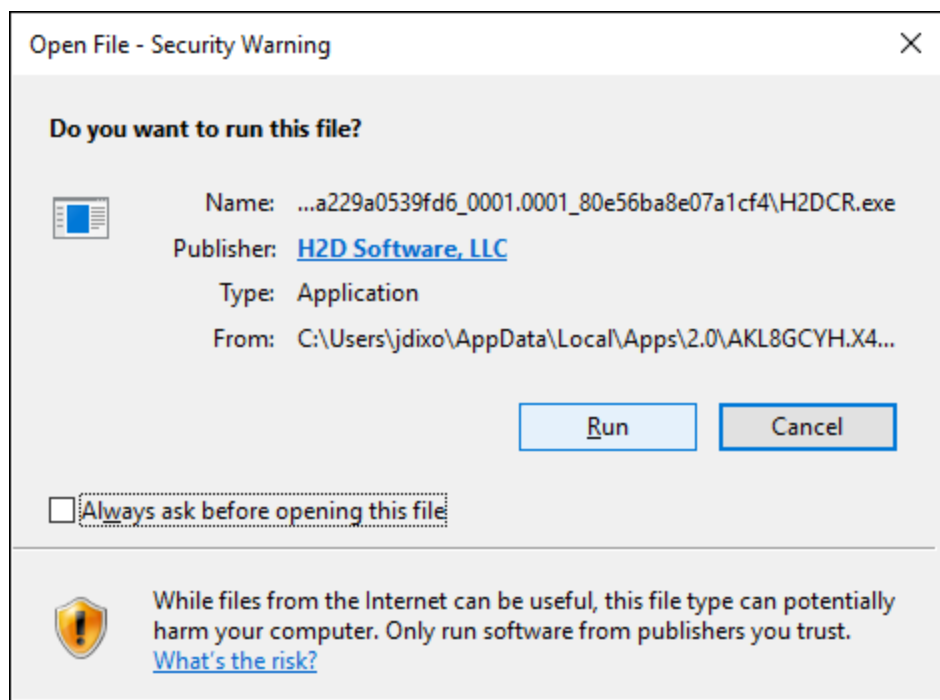 Open File - Security Warning
Do you want to run this file?
Name: ...a229a0539fd6_0001.0001_80e56ba8e07a1cf4\H2DCR.exe
Publisher: H2D Software, LLC
Type: Application
From: C:\Users\jdixo\AppData\Local\Apps\2.0\AKL8GCYH.X4...
Run Cancel
Always ask before opening this file
While files from the Internet can be useful, this file type can potentially
harm your computer. Only run software from publishers you trust.
What's the risk?